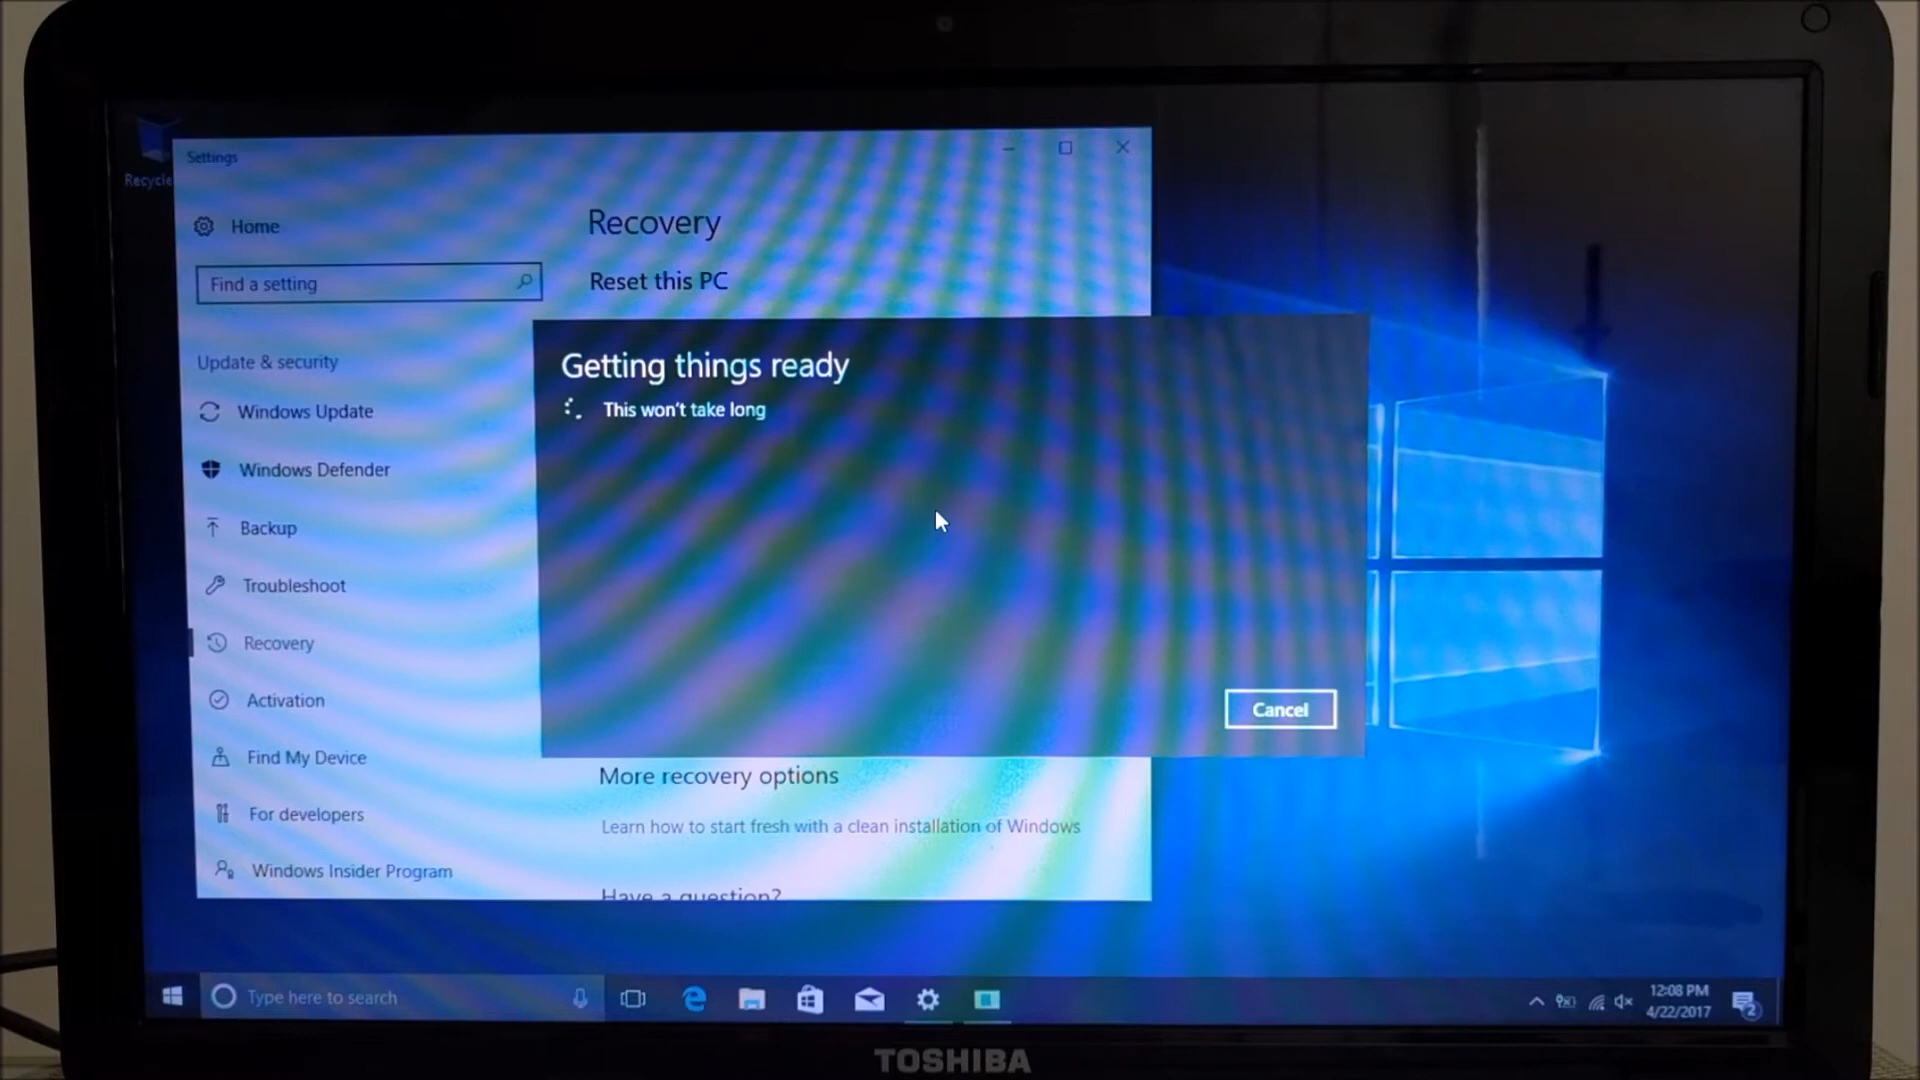 Recycle
Settings
Home
Find a setting
Update & security
Windows Update
Windows Defender
Backup
Troubleshoot
Recovery
Activation
Find My Device
For developers
Windows Insider Program
Recovery
Reset this PC
Getting things ready
This won't take long
Cancel
More recovery options
Learn how to start fresh with a clean installation of Windows
Have a question?
Type here to search
12:08 PM
4/22/2017
2
TOSHIBA